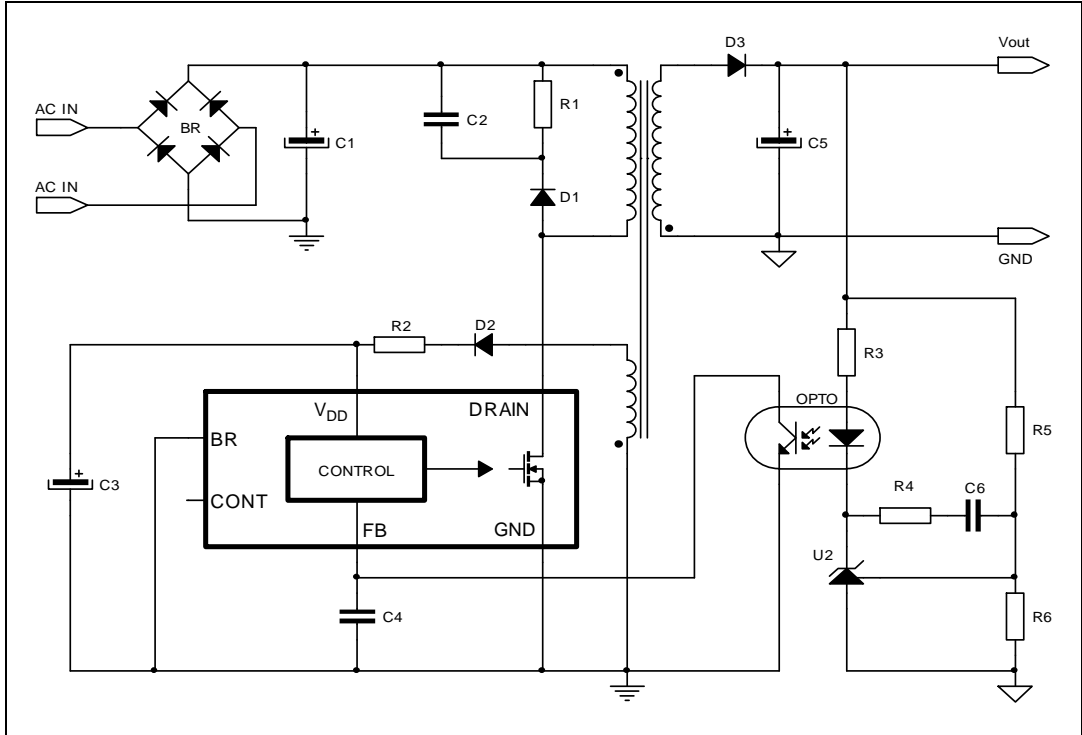 D3
Vout
AC IN
BR
R1
C2
C1
C5
AC IN
D1
GND
R2
D2
R3
OPTO
VDD
DRAIN
BR
R5
CONTROL
C3
CONT
R4
C6
FB
GND
U2
C4
R6